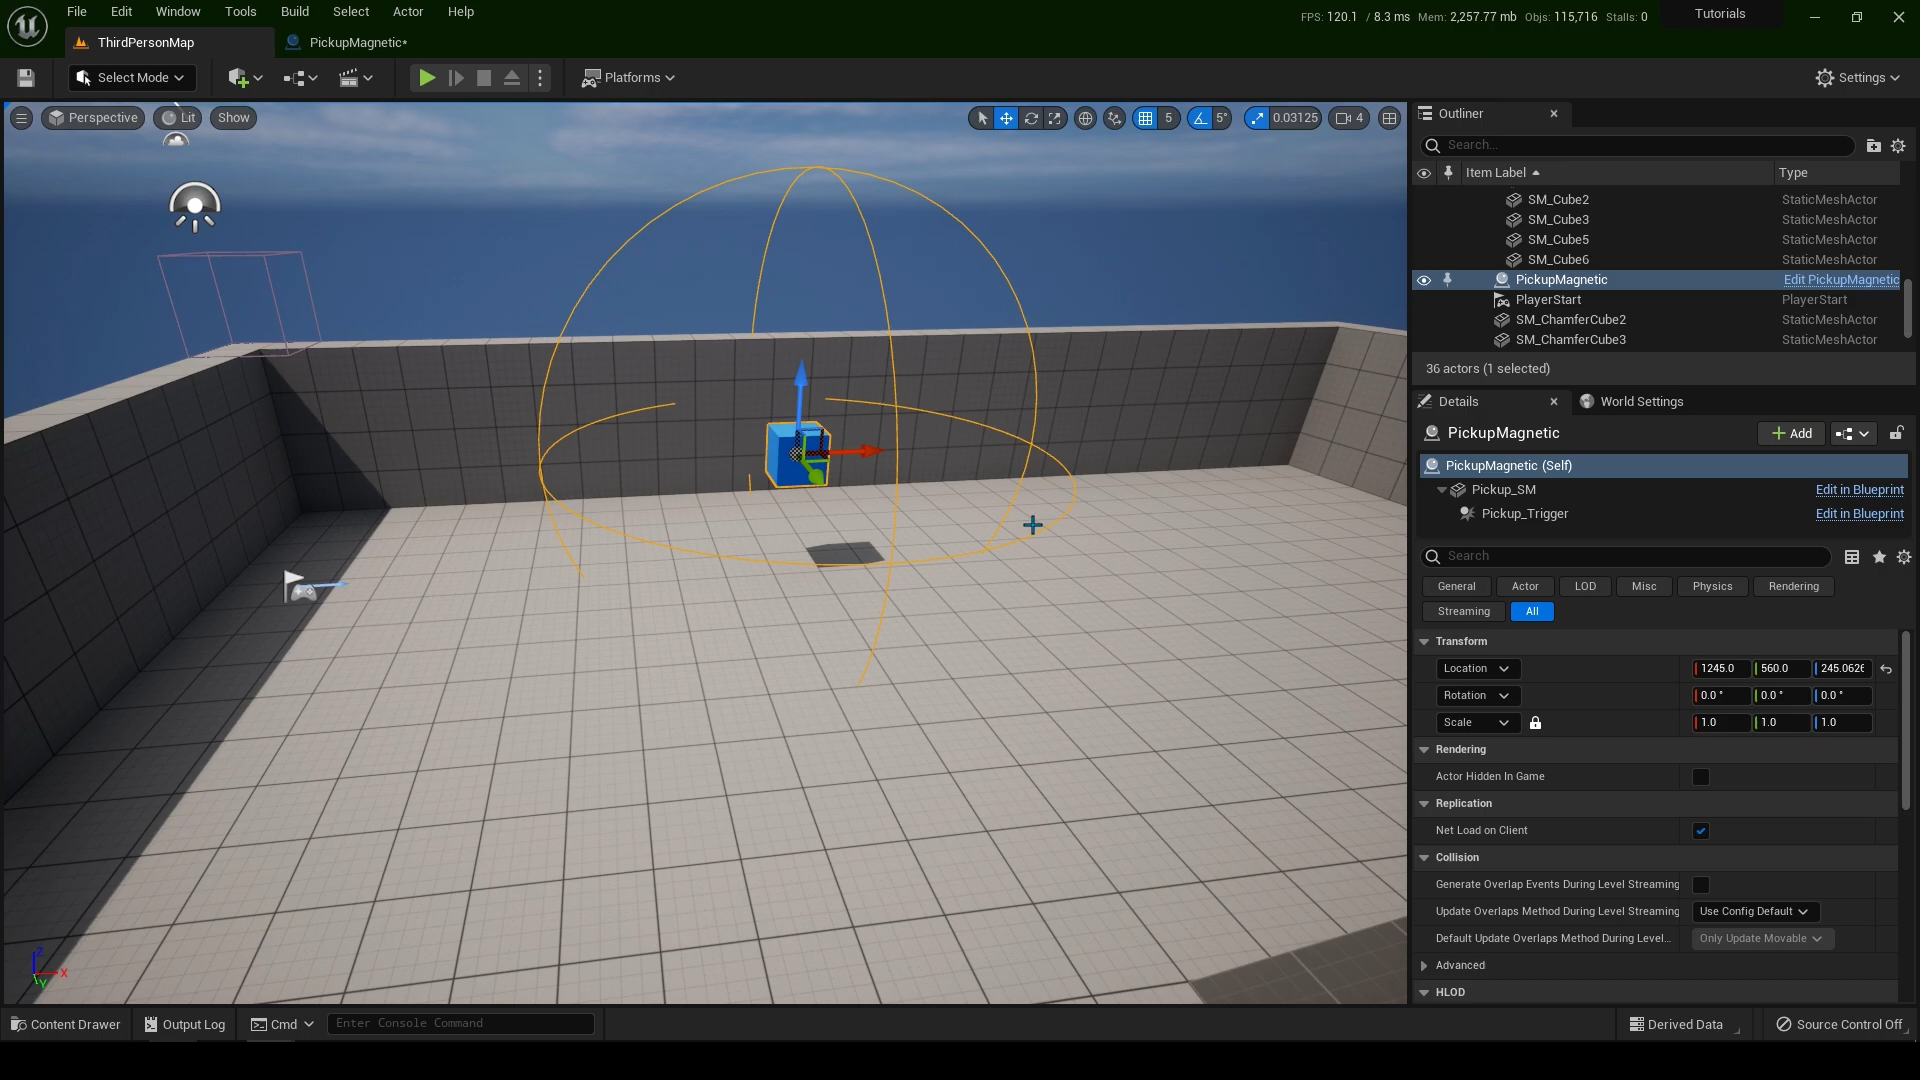 File Edit Window Tools Build Select Actor Help
FPS: 120.1 / 8.3 ms Mem: 2,257.77 mb Objs: 115,716 Stalls: 0
Tutorials
ThirdPersonMap
PickupMagnetic*
Select Mode
Platforms
Settings
Perspective
Lit
Show
5
5°
0.03125
4
Outliner
Search...
Item Label
Type
SM_Cube2 StaticMeshActor
SM_Cube3 StaticMeshActor
SM_Cube5 StaticMeshActor
SM_Cube6 StaticMeshActor
PickupMagnetic Edit PickupMagnetic
PlayerStart PlayerStart
SM_ChamferCube2 StaticMeshActor
SM_ChamferCube3 StaticMeshActor
36 actors (1 selected)
Details
World Settings
PickupMagnetic
+ Add
PickupMagnetic (Self)
Pickup_SM Edit in Blueprint
Pickup_Trigger Edit in Blueprint
Search
General Actor LOD Misc Physics Rendering
Streaming All
Transform
Location 1245.0 560.0 245.0626
Rotation 0.0 ° 0.0 ° 0.0 °
Scale 1.0 1.0 1.0
Rendering
Actor Hidden In Game
Replication
Net Load on Client
Collision
Generate Overlap Events During Level Streaming
Update Overlaps Method During Level Streaming Use Config Default
Default Update Overlaps Method During Level... Only Update Movable
Advanced
HLOD
Z
X
Y
Content Drawer
Output Log
Cmd
Enter Console Command
Derived Data
Source Control Off